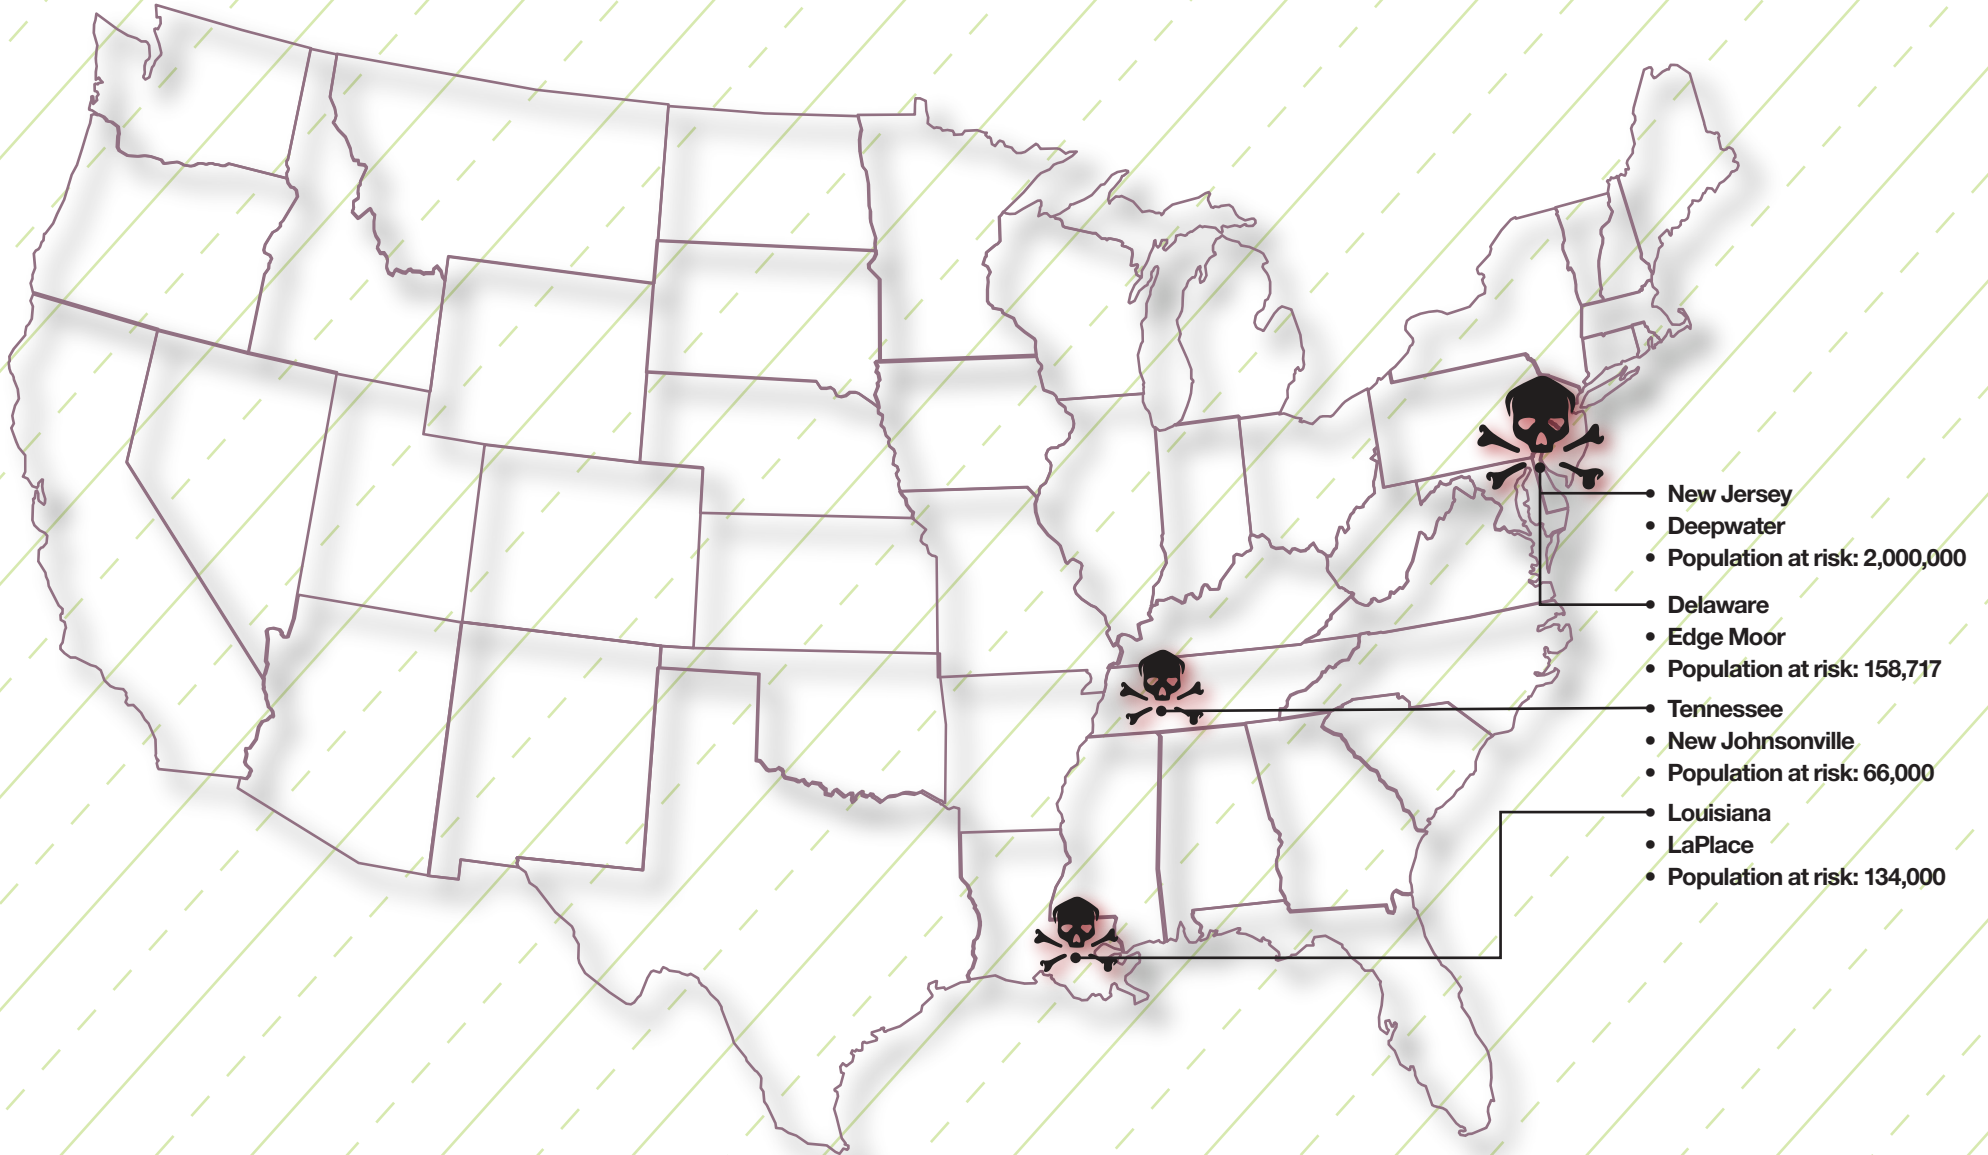 • New Jersey
• Deepwater
• Population at risk: 2,000,000
• Delaware
• Edge Moor
• Population at risk: 158,717
• Tennessee
• New Johnsonville
• Population at risk: 66,000
• Louisiana
• LaPlace
• Population at risk: 134,000